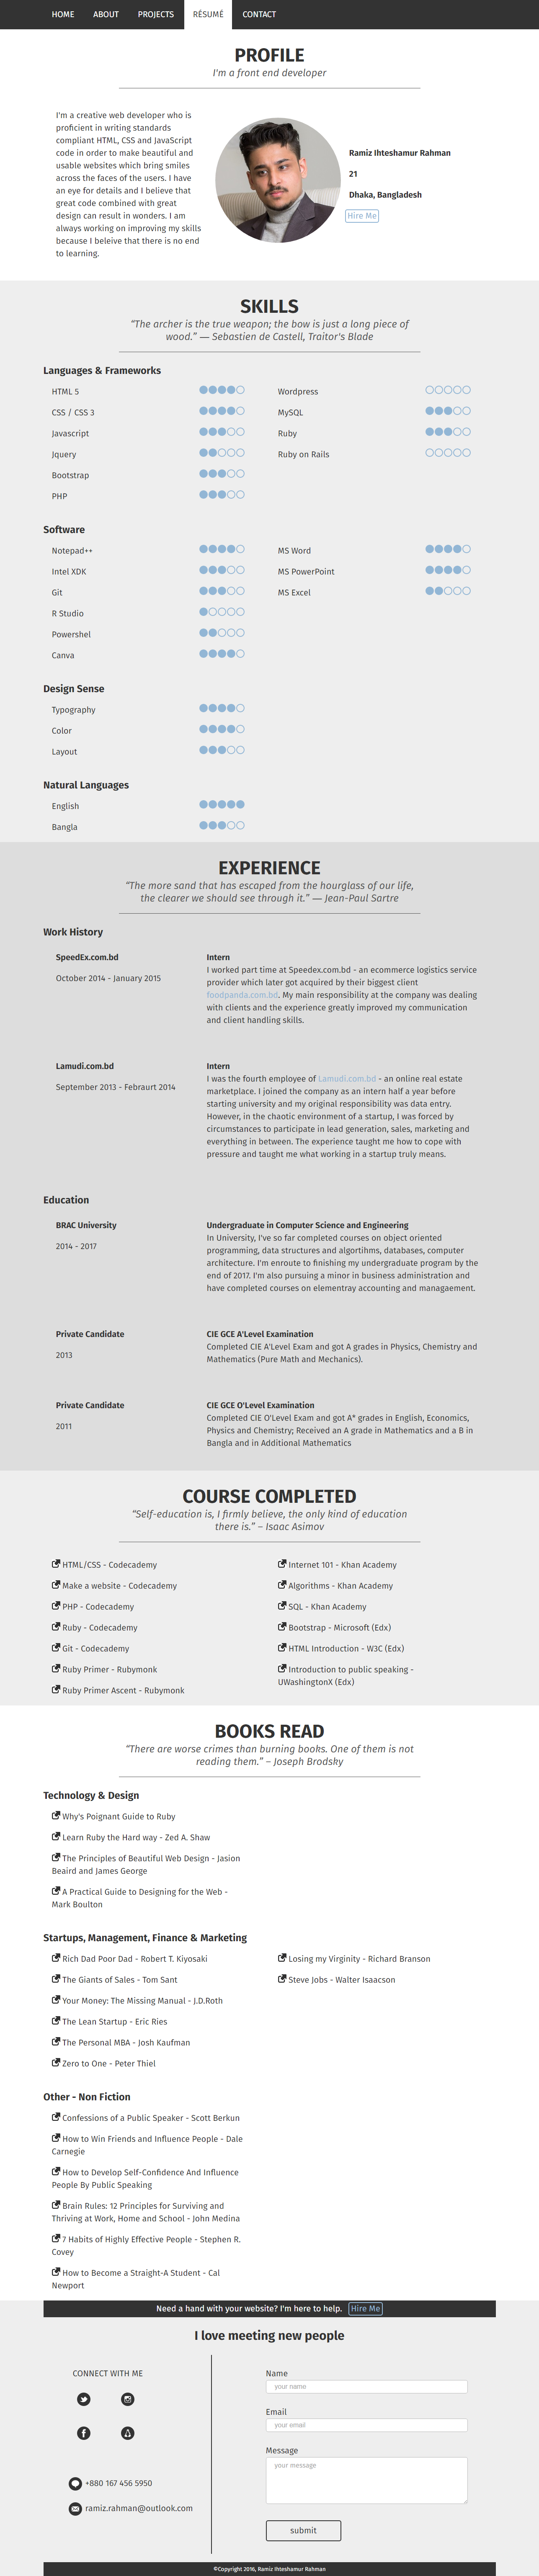 HOME ABOUT PROJECTS RÉSUMÉ CONTACT
PROFILE
I'm a front end developer
I'm a creative web developer who is
proficient in writing standards
compliant HTML, CSS and JavaScript
code in order to make beautiful and
usable websites which bring smiles
across the faces of the users. I have
an eye for details and I believe that
great code combined with great
design can result in wonders. I am
always working on improving my skills
because I beleive that there is no end
to learning.
Ramiz Ihteshamur Rahman
21
Dhaka, Bangladesh
Hire Me
SKILLS
“The archer is the true weapon; the bow is just a long piece of
wood.” — Sebastien de Castell, Traitor's Blade
Languages & Frameworks
HTML 5
CSS / CSS 3
Javascript
Jquery
Bootstrap
PHP
Wordpress
MySQL
Ruby
Ruby on Rails
Software
Notepad++
Intel XDK
Git
R Studio
Powershel
Canva
MS Word
MS PowerPoint
MS Excel
Design Sense
Typography
Color
Layout
Natural Languages
English
Bangla
EXPERIENCE
“The more sand that has escaped from the hourglass of our life,
the clearer we should see through it.” — Jean-Paul Sartre
Work History
SpeedEx.com.bd
October 2014 - January 2015
Intern
I worked part time at Speedex.com.bd - an ecommerce logistics service
provider which later got acquired by their biggest client
foodpanda.com.bd. My main responsibility at the company was dealing
with clients and the experience greatly improved my communication
and client handling skills.
Lamudi.com.bd
September 2013 - Febraurt 2014
Intern
I was the fourth employee of Lamudi.com.bd - an online real estate
marketplace. I joined the company as an intern half a year before
starting university and my original responsibility was data entry.
However, in the chaotic environment of a startup, I was forced by
circumstances to participate in lead generation, sales, marketing and
everything in between. The experience taught me how to cope with
pressure and taught me what working in a startup truly means.
Education
BRAC University
2014 - 2017
Undergraduate in Computer Science and Engineering
In University, I've so far completed courses on object oriented
programming, data structures and algortihms, databases, computer
architecture. I'm enroute to finishing my undergraduate program by the
end of 2017. I'm also pursuing a minor in business administration and
have completed courses on elementray accounting and managaement.
Private Candidate
2013
CIE GCE A'Level Examination
Completed CIE A'Level Exam and got A grades in Physics, Chemistry and
Mathematics (Pure Math and Mechanics).
Private Candidate
2011
CIE GCE O'Level Examination
Completed CIE O'Level Exam and got A* grades in English, Economics,
Physics and Chemistry; Received an A grade in Mathematics and a B in
Bangla and in Additional Mathematics
COURSE COMPLETED
“Self-education is, I firmly believe, the only kind of education
there is.” – Isaac Asimov
HTML/CSS - Codecademy
Make a website - Codecademy
PHP - Codecademy
Ruby - Codecademy
Git - Codecademy
Ruby Primer - Rubymonk
Ruby Primer Ascent - Rubymonk
Internet 101 - Khan Academy
Algorithms - Khan Academy
SQL - Khan Academy
Bootstrap - Microsoft (Edx)
HTML Introduction - W3C (Edx)
Introduction to public speaking -
UWashingtonX (Edx)
BOOKS READ
“There are worse crimes than burning books. One of them is not
reading them.” – Joseph Brodsky
Technology & Design
Why's Poignant Guide to Ruby
Learn Ruby the Hard way - Zed A. Shaw
The Principles of Beautiful Web Design - Jasion
Beaird and James George
A Practical Guide to Designing for the Web -
Mark Boulton
Startups, Management, Finance & Marketing
Rich Dad Poor Dad - Robert T. Kiyosaki
The Giants of Sales - Tom Sant
Your Money: The Missing Manual - J.D.Roth
The Lean Startup - Eric Ries
The Personal MBA - Josh Kaufman
Zero to One - Peter Thiel
Losing my Virginity - Richard Branson
Steve Jobs - Walter Isaacson
Other - Non Fiction
Confessions of a Public Speaker - Scott Berkun
How to Win Friends and Influence People - Dale
Carnegie
How to Develop Self-Confidence And Influence
People By Public Speaking
Brain Rules: 12 Principles for Surviving and
Thriving at Work, Home and School - John Medina
7 Habits of Highly Effective People - Stephen R.
Covey
How to Become a Straight-A Student - Cal
Newport
Need a hand with your website? I'm here to help. Hire Me
I love meeting new people
CONNECT WITH ME
+880 167 456 5950
ramiz.rahman@outlook.com
Name
your name
Email
your email
Message
your message
submit
©Copyright 2016, Ramiz Ihteshamur Rahman